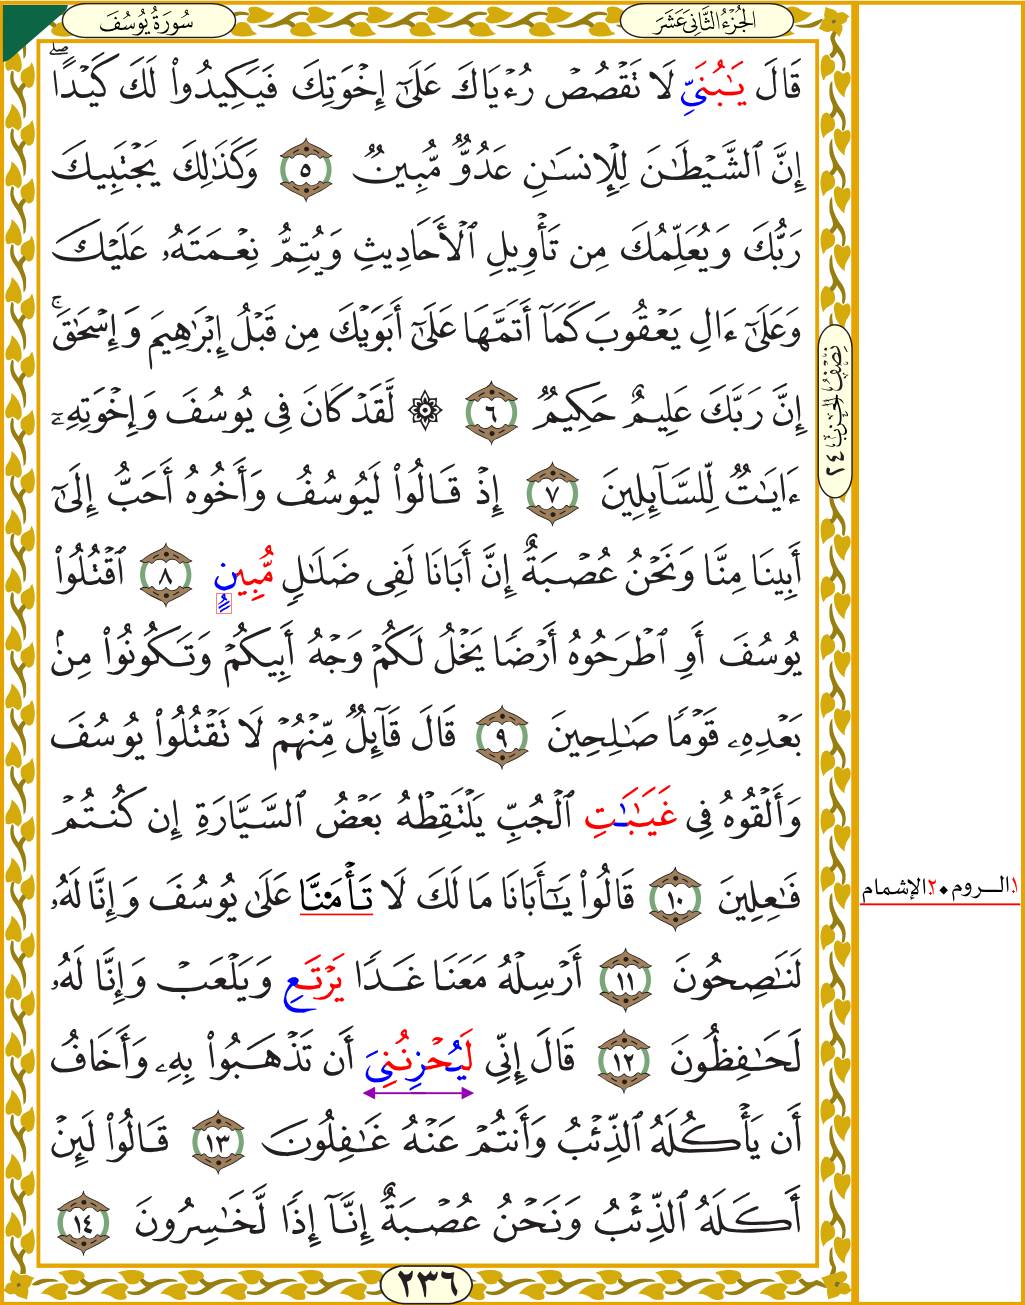 سُورَةُ يُوسُفَ
الجُزْءُ الثَّانِى عَشَرَ
قَالَ يَـٰبُنَىِّ لَا تَقْصُصْ رُءْيَاكَ عَلَىٰٓ إِخْوَتِكَ فَيَكِيدُوا۟ لَكَ كَيْدًا ۖ
إِنَّ ٱلشَّيْطَـٰنَ لِلْإِنسَـٰنِ عَدُوٌّ مُّبِينٌ ٥ وَكَذَٰلِكَ يَجْتَبِيكَ
رَبُّكَ وَيُعَلِّمُكَ مِن تَأْوِيلِ ٱلْأَحَادِيثِ وَيُتِمُّ نِعْمَتَهُۥ عَلَيْكَ
وَعَلَىٰٓ ءَالِ يَعْقُوبَ كَمَآ أَتَمَّهَا عَلَىٰٓ أَبَوَيْكَ مِن قَبْلُ إِبْرَٰهِيمَ وَإِسْحَـٰقَ ۚ
إِنَّ رَبَّكَ عَلِيمٌ حَكِيمٌ ٦ ۞ لَّقَدْ كَانَ فِى يُوسُفَ وَإِخْوَتِهِۦٓ
ءَايَـٰتٌ لِّلسَّآئِلِينَ ٧ إِذْ قَالُوا۟ لَيُوسُفُ وَأَخُوهُ أَحَبُّ إِلَىٰٓ
أَبِينَا مِنَّا وَنَحْنُ عُصْبَةٌ إِنَّ أَبَانَا لَفِى ضَلَـٰلٍ مُّبِينٍ ٨ ٱقْتُلُوا۟
يُوسُفَ أَوِ ٱطْرَحُوهُ أَرْضًا يَخْلُ لَكُمْ وَجْهُ أَبِيكُمْ وَتَكُونُوا۟ مِنۢ
بَعْدِهِۦ قَوْمًا صَـٰلِحِينَ ٩ قَالَ قَآئِلٌ مِّنْهُمْ لَا تَقْتُلُوا۟ يُوسُفَ
وَأَلْقُوهُ فِى غَيَـٰبَـٰتِ ٱلْجُبِّ يَلْتَقِطْهُ بَعْضُ ٱلسَّيَّارَةِ إِن كُنتُمْ
فَـٰعِلِينَ ١٠ قَالُوا۟ يَـٰٓأَبَانَا مَا لَكَ لَا تَأْمَ۫نَّا عَلَىٰ يُوسُفَ وَإِنَّا لَهُۥ
لَنَـٰصِحُونَ ١١ أَرْسِلْهُ مَعَنَا غَدًا يَرْتَعِ وَيَلْعَبْ وَإِنَّا لَهُۥ
لَحَـٰفِظُونَ ١٢ قَالَ إِنِّى لَيُحْزِنُنِىَ أَن تَذْهَبُوا۟ بِهِۦ وَأَخَافُ
أَن يَأْكُلَهُ ٱلذِّئْبُ وَأَنتُمْ عَنْهُ غَـٰفِلُونَ ١٣ قَالُوا۟ لَئِنْ
أَكَلَهُ ٱلذِّئْبُ وَنَحْنُ عُصْبَةٌ إِنَّآ إِذًا لَّخَـٰسِرُونَ ١٤
نِصْفُ الحِزْبِ ٢٤
١الـروم ● ٢الإشمام
٢٣٦